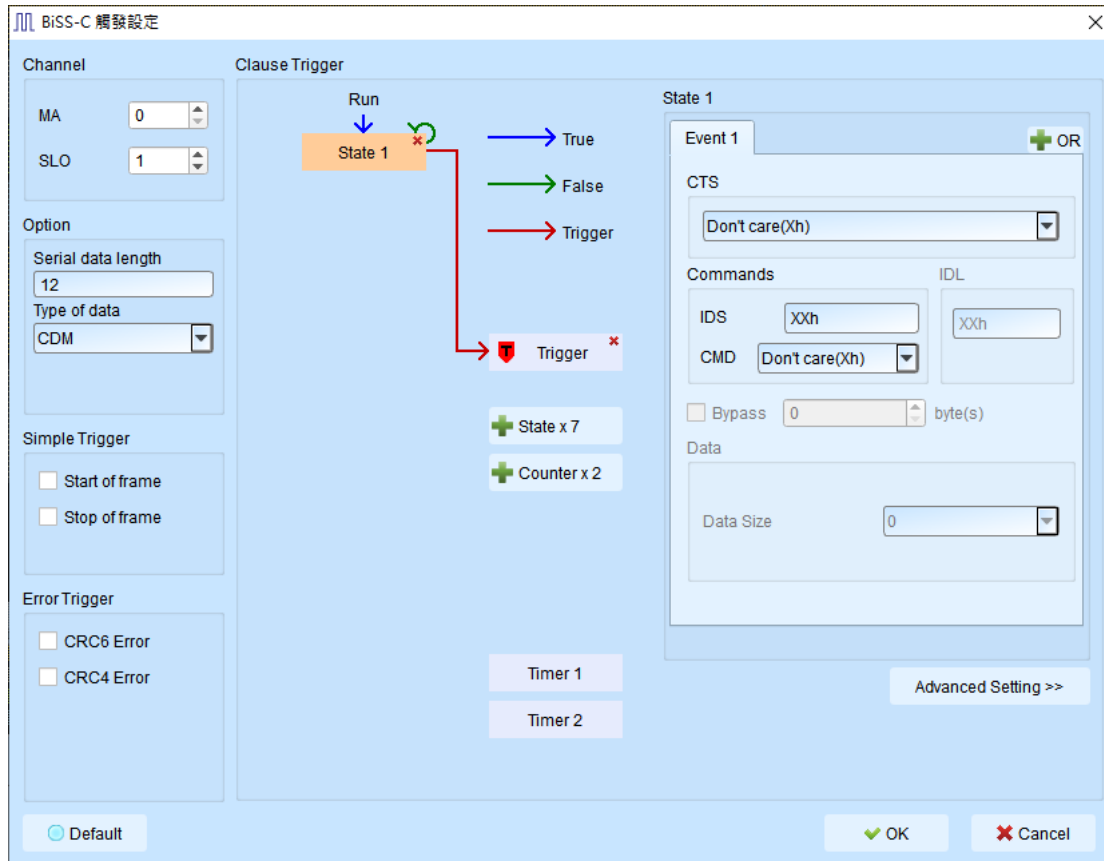 BiSS-C 觸發設定
Channel
MA 0
SLO 1
Option
Serial data length
12
Type of data
CDM
Simple Trigger
Start of frame
Stop of frame
Error Trigger
CRC6 Error
CRC4 Error
Default
Clause Trigger
Run
State 1
True
False
Trigger
T Trigger
State x 7
Counter x 2
Timer 1
Timer 2
State 1
Event 1
OR
CTS
Don't care(Xh)
Commands
IDS XXh
CMD Don't care(Xh)
IDL
XXh
Bypass 0 byte(s)
Data
Data Size 0
Advanced Setting >>
OK
Cancel